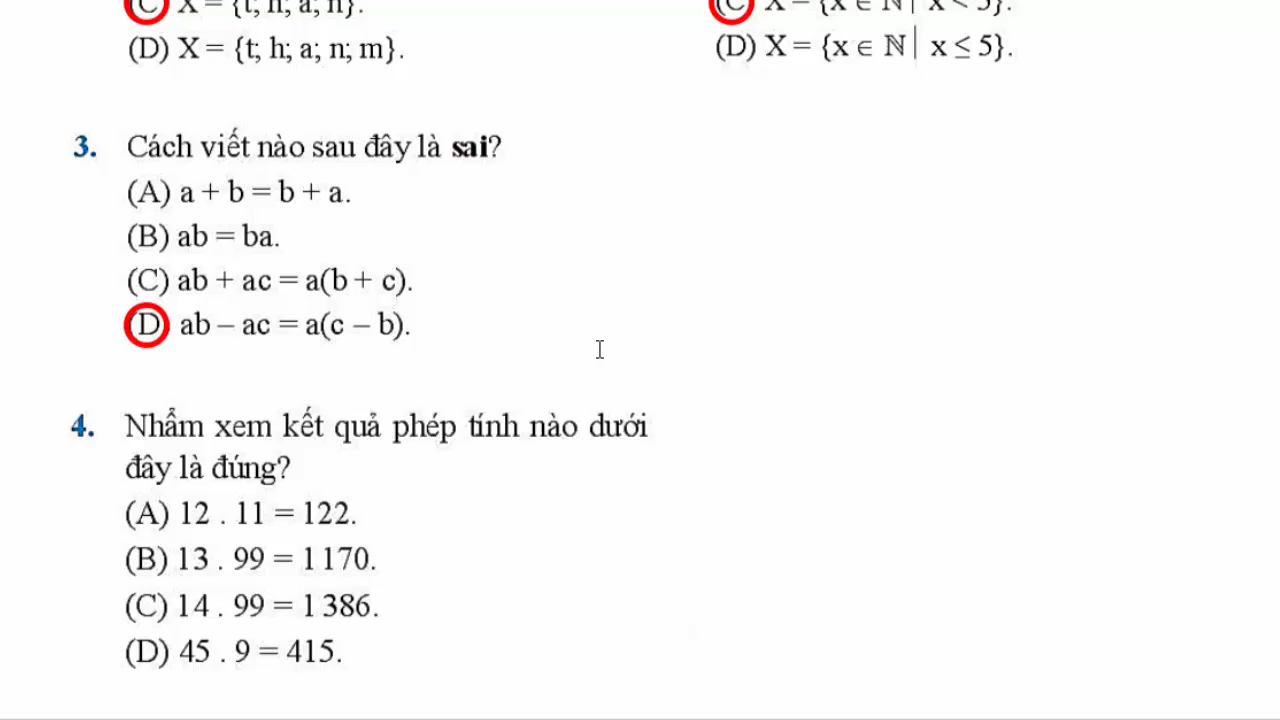 (C) X = {t; h; a; n}.
(C) X = {x ∈ ℕ | x < 5}.
(D) X = {t; h; a; n; m}.
(D) X = {x ∈ ℕ | x ≤ 5}.
3. Cách viết nào sau đây là sai?
(A) a + b = b + a.
(B) ab = ba.
(C) ab + ac = a(b + c).
(D) ab – ac = a(c – b).
4. Nhẩm xem kết quả phép tính nào dưới
đây là đúng?
(A) 12 . 11 = 122.
(B) 13 . 99 = 1 170.
(C) 14 . 99 = 1 386.
(D) 45 . 9 = 415.